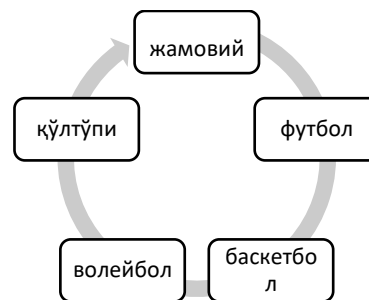 жамовий
футбол
баскетбо
л
волейбол
қўлтўпи